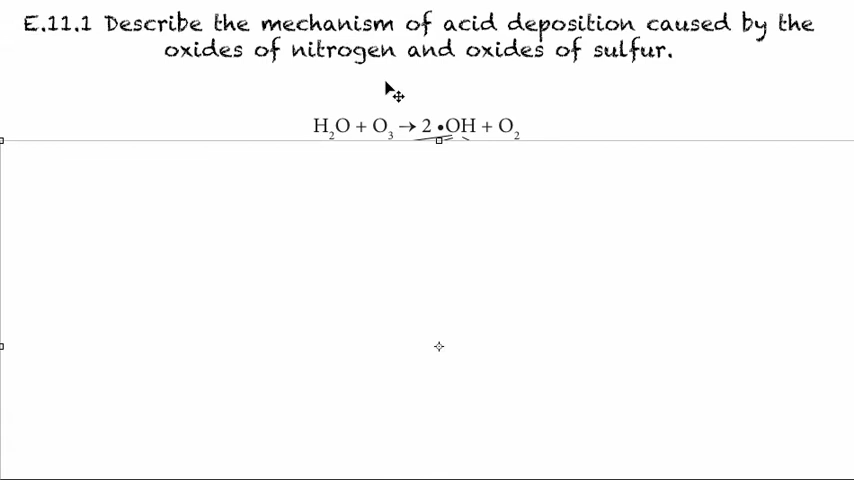 E.11.1 Describe the mechanism of acid deposition caused by the
oxides of nitrogen and oxides of sulfur.
H₂O + O₃ → 2 •OH + O₂